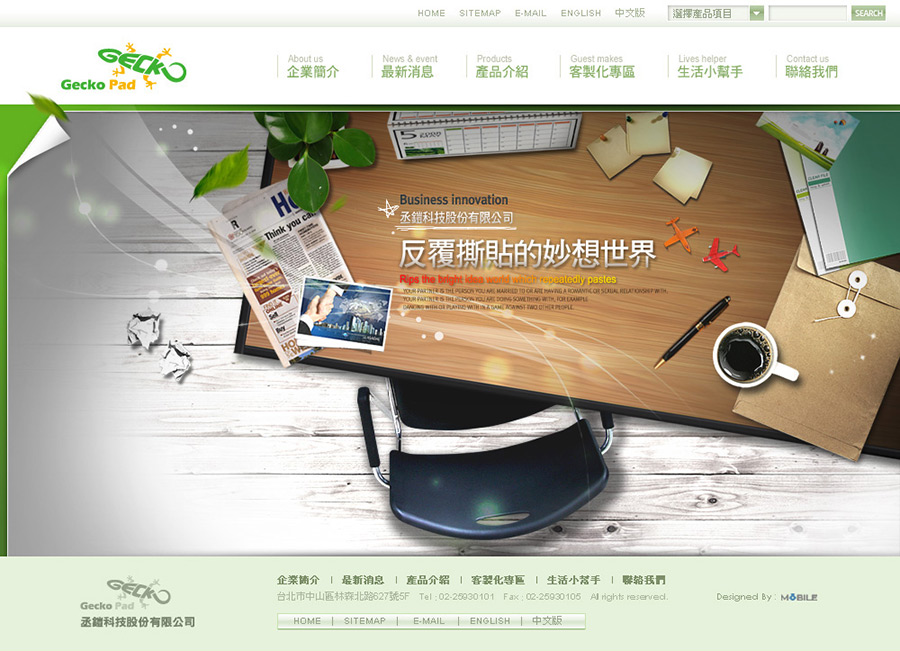 HOME SITEMAP E-MAIL ENGLISH 中文版 選擇產品項目 SEARCH
GECKO
Gecko Pad
About us News & event Products Guest makes Lives helper Contact us
企業簡介 最新消息 產品介紹 客製化專區 生活小幫手 聯絡我們
5
Think you can
Business innovation
丞鎧科技股份有限公司
反覆撕貼的妙想世界
Rips the bright idea world which repeatedly pastes
YOUR PARTNER IS THE PERSON YOU ARE MARRIED TO OR ARE HAVING A ROMANTIC OR SEXUAL RELATIONSHIP WITH.
YOUR PARTNER IS THE PERSON YOU ARE DOING SOMETHING WITH, FOR EXAMPLE
DANCING WITH OR PLAYING WITH IN A GAME AGAINST TWO OTHER PEOPLE.
GECKO
Gecko Pad
丞鎧科技股份有限公司
企業簡介 | 最新消息 | 產品介紹 | 客製化專區 | 生活小幫手 | 聯絡我們
台北市中山區林森北路627號5F Tel : 02-25930101 Fax : 02-25930105 All rights reserved.
Designed By : MOBILE
HOME | SITEMAP | E-MAIL | ENGLISH | 中文版